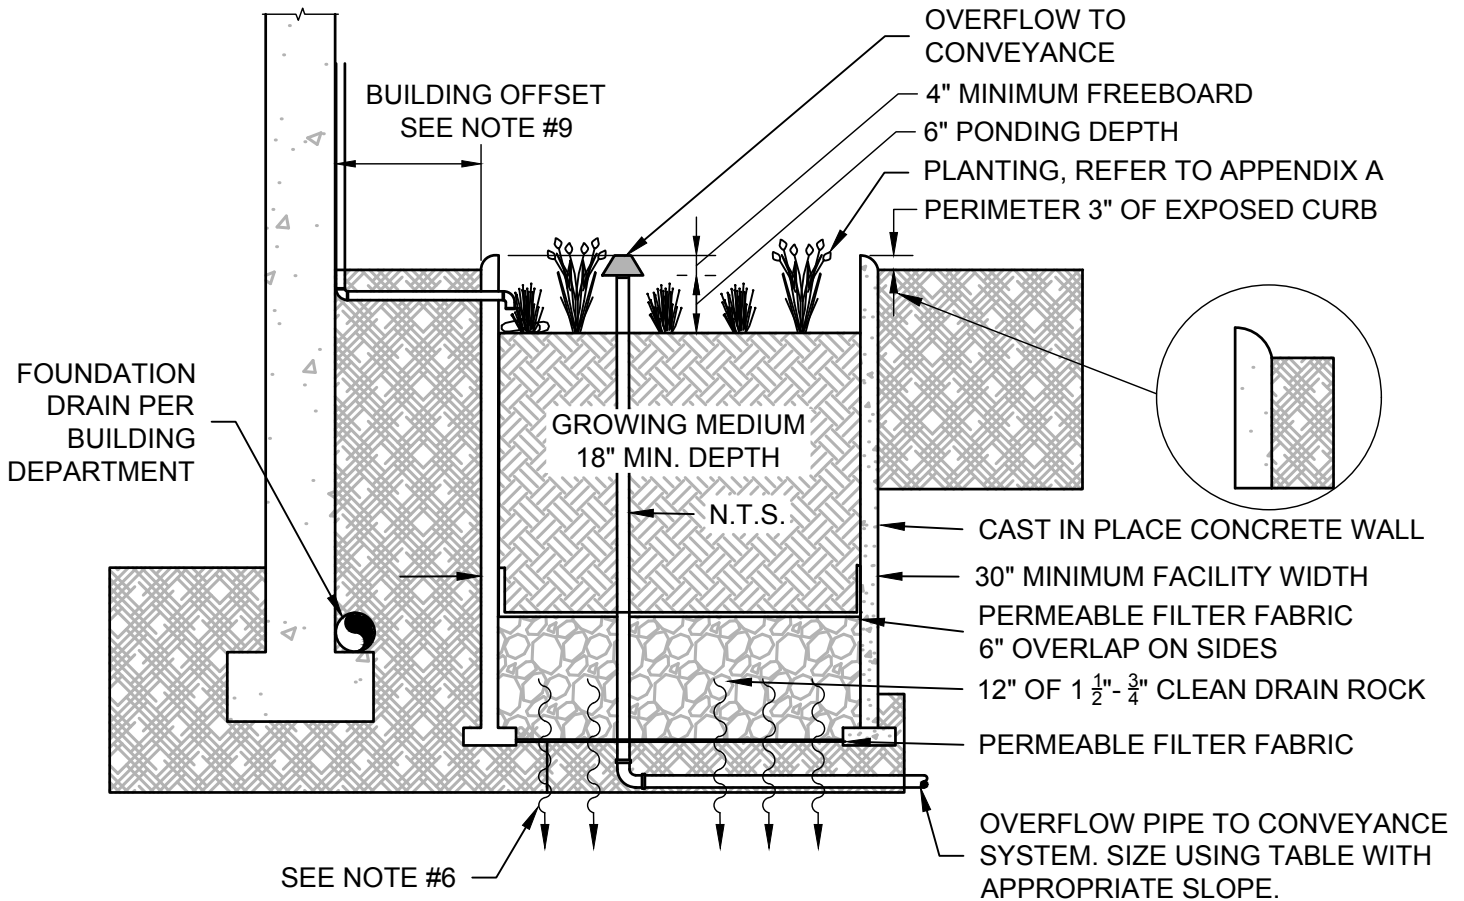 OVERFLOW TO
CONVEYANCE
BUILDING OFFSET
SEE NOTE #9
4" MINIMUM FREEBOARD
6" PONDING DEPTH
PLANTING, REFER TO APPENDIX A
PERIMETER 3" OF EXPOSED CURB
FOUNDATION
DRAIN PER
BUILDING
DEPARTMENT
GROWING MEDIUM
18" MIN. DEPTH
N.T.S.
CAST IN PLACE CONCRETE WALL
30" MINIMUM FACILITY WIDTH
PERMEABLE FILTER FABRIC
6" OVERLAP ON SIDES
12" OF 1 1/2"- 3/4" CLEAN DRAIN ROCK
PERMEABLE FILTER FABRIC
OVERFLOW PIPE TO CONVEYANCE
SYSTEM. SIZE USING TABLE WITH
APPROPRIATE SLOPE.
SEE NOTE #6